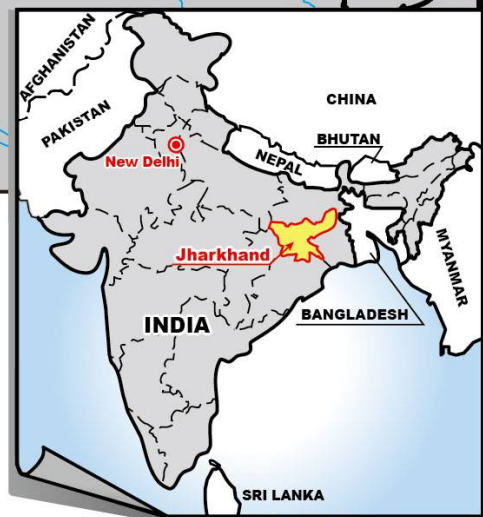 AFGHANISTAN
PAKISTAN
CHINA
BHUTAN
New Delhi
NEPAL
Jharkhand
MYANMAR
BANGLADESH
INDIA
SRI LANKA